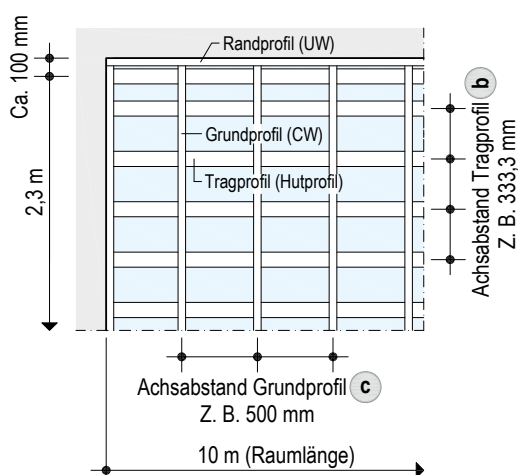 Randprofil (UW)
Ca. 100 mm
Grundprofil (CW)
Tragprofil (Hutprofil)
2,3 m
Achsabstand Tragprofil b
Z. B. 333,3 mm
Achsabstand Grundprofil c
Z. B. 500 mm
10 m (Raumlänge)